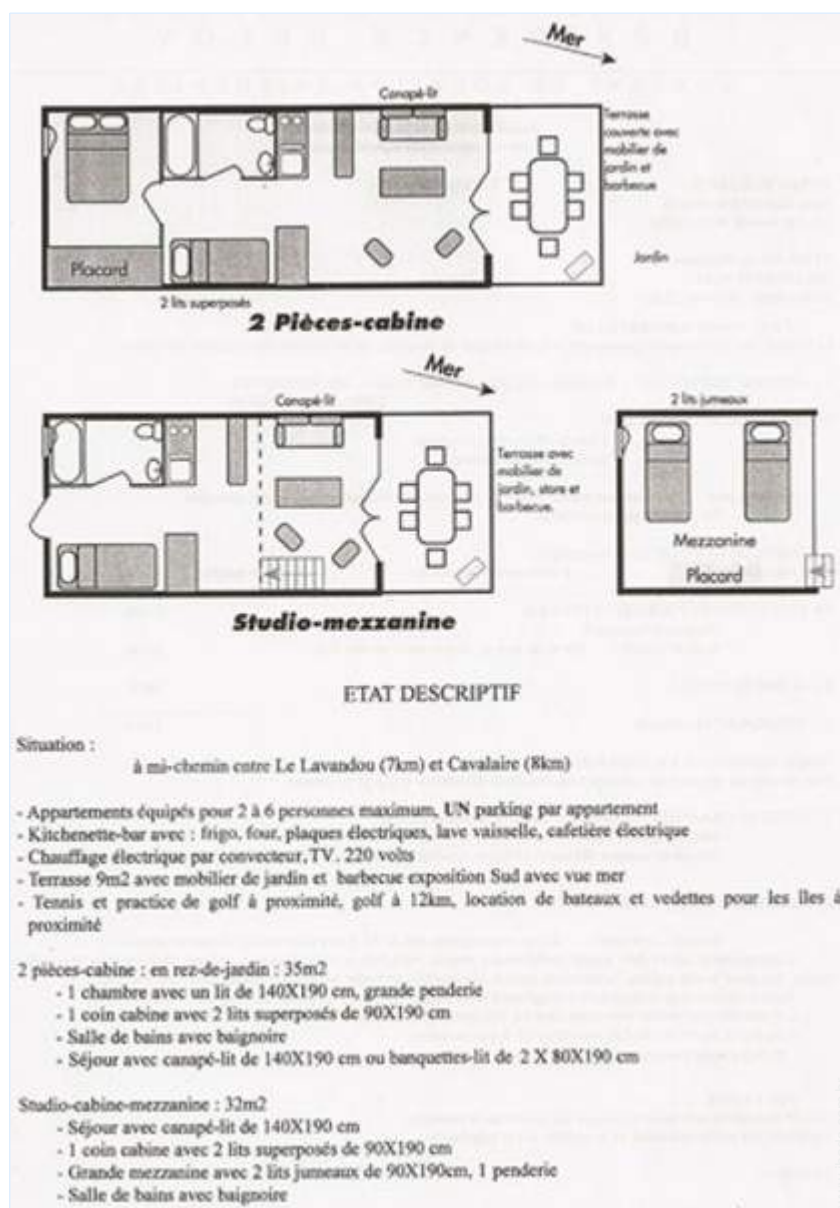 Mer
Canapé-lit
Terrasse
couverte avec
mobilier de
jardin et
barbecue
Jardin
Placard
2 lits superposés
2 Pièces-cabine
Mer
Canapé-lit
2 lits jumeaux
Terrasse avec
mobilier de
jardin, store et
barbecue.
Mezzanine
Placard
Studio-mezzanine
ETAT DESCRIPTIF
Situation :
à mi-chemin entre Le Lavandou (7km) et Cavalaire (8km)
- Appartements équipés pour 2 à 6 personnes maximum, UN parking par appartement
- Kitchenette-bar avec : frigo, four, plaques électriques, lave vaisselle, cafetière électrique
- Chauffage électrique par convecteur, TV. 220 volts
- Terrasse 9m2 avec mobilier de jardin et barbecue exposition Sud avec vue mer
- Tennis et practice de golf à proximité, golf à 12km, location de bateaux et vedettes pour les îles à
proximité
2 pièces-cabine : en rez-de-jardin : 35m2
- 1 chambre avec un lit de 140X190 cm, grande penderie
- 1 coin cabine avec 2 lits superposés de 90X190 cm
- Salle de bains avec baignoire
- Séjour avec canapé-lit de 140X190 cm ou banquettes-lit de 2 X 80X190 cm
Studio-cabine-mezzanine : 32m2
- Séjour avec canapé-lit de 140X190 cm
- 1 coin cabine avec 2 lits superposés de 90X190 cm
- Grande mezzanine avec 2 lits jumeaux de 90X190cm, 1 penderie
- Salle de bains avec baignoire